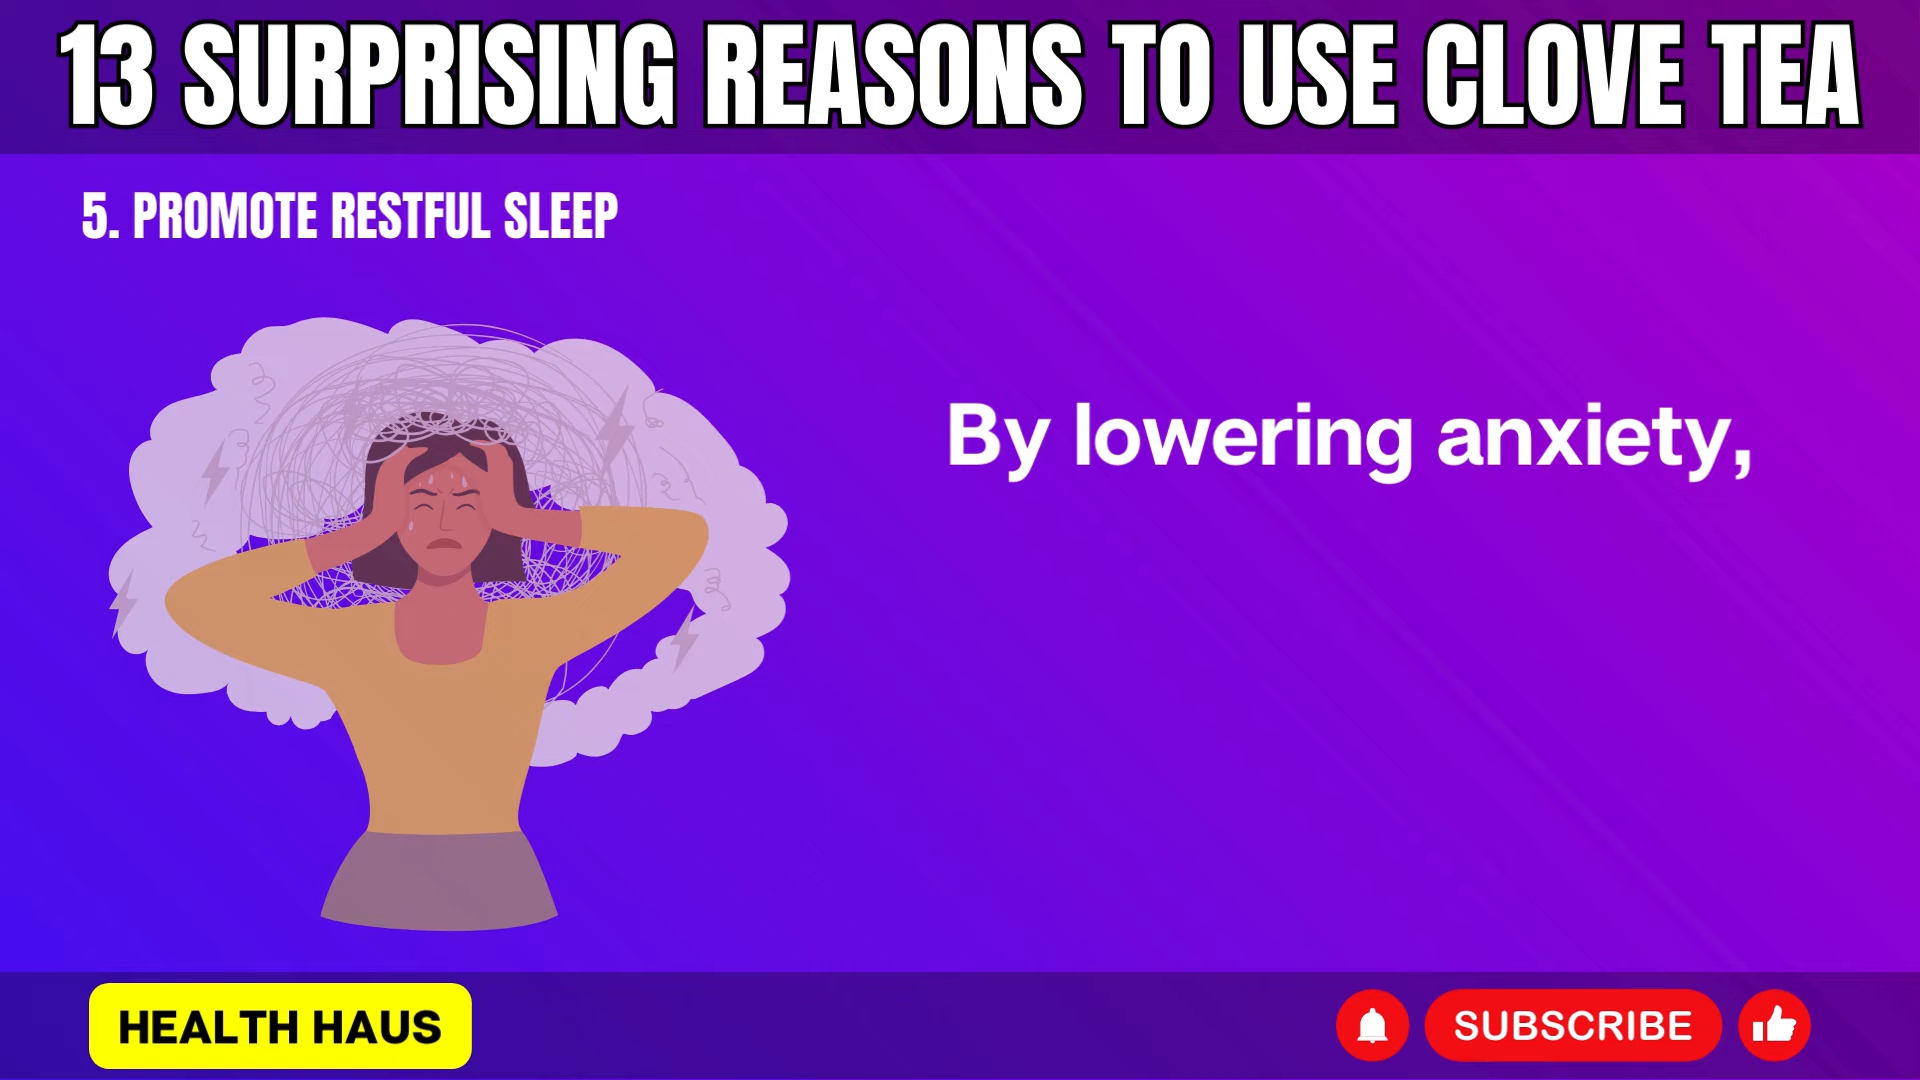 13 SURPRISING REASONS TO USE CLOVE TEA
5. PROMOTE RESTFUL SLEEP
By lowering anxiety,
HEALTH HAUS
SUBSCRIBE